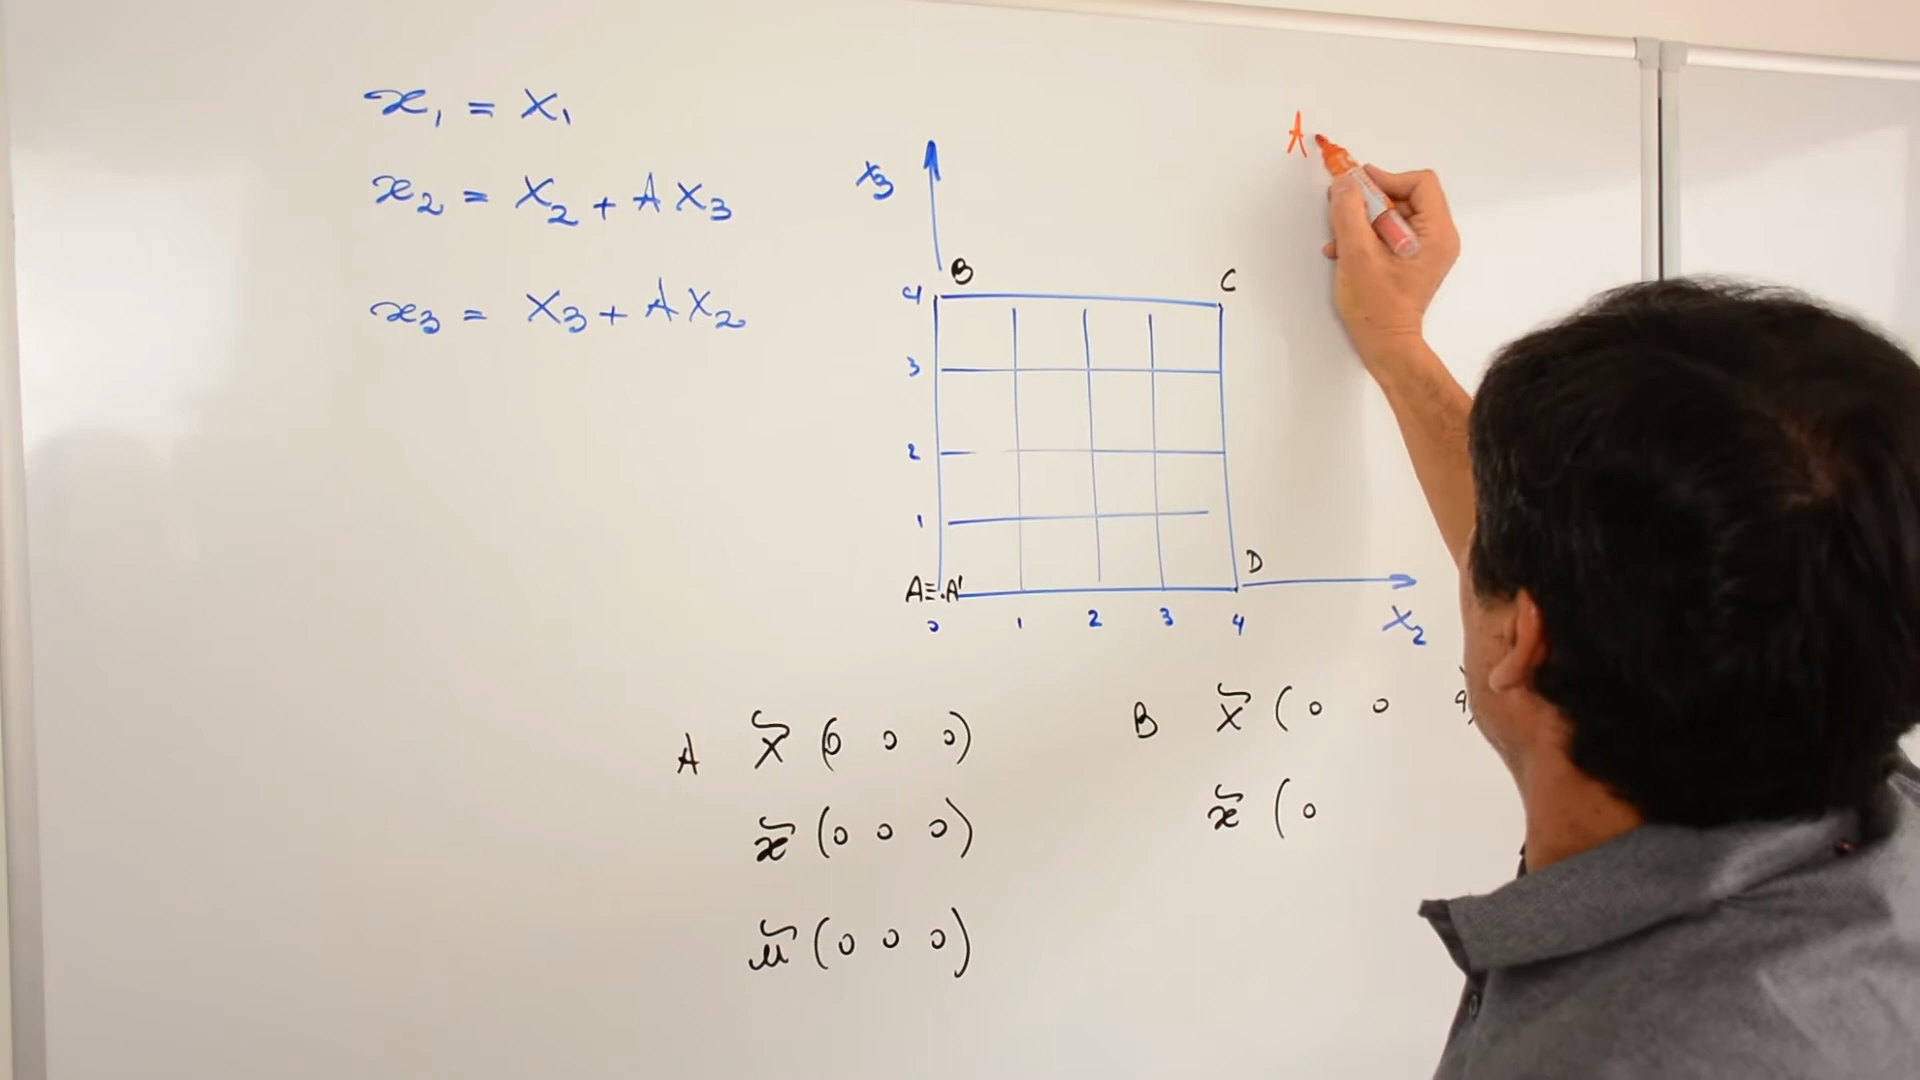 x₁ = X₁
x₂ = X₂ + A X₃
x₃ = X₃ + A X₂
A
X₃
B
C
4
3
2
1
A≡A'
D
0 1 2 3 4
X₂
A X (0 0 0)
x (0 0 0)
u (0 0 0)
B X ( 0 0
x ( 0